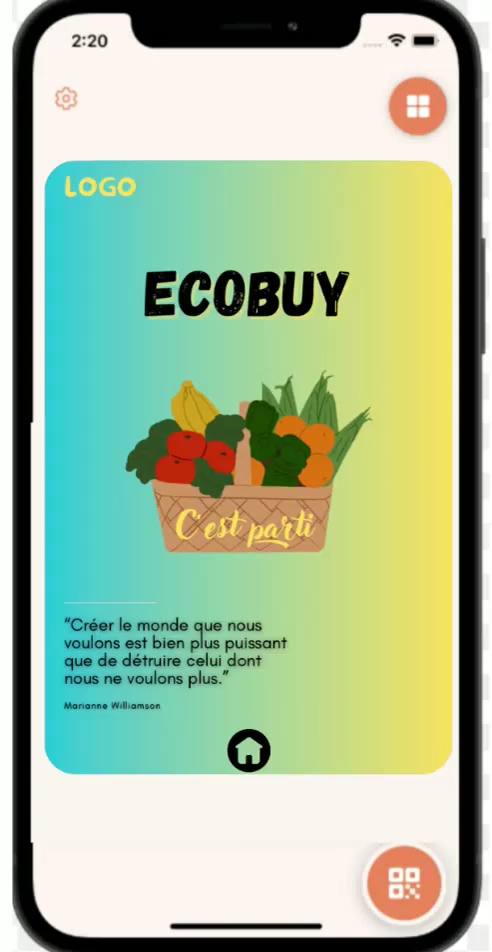 2:20
LOGO
ECOBUY
C'est parti
"Créer le monde que nous
voulons est bien plus puissant
que de détruire celui dont
nous ne voulons plus."
Marianne Williamson